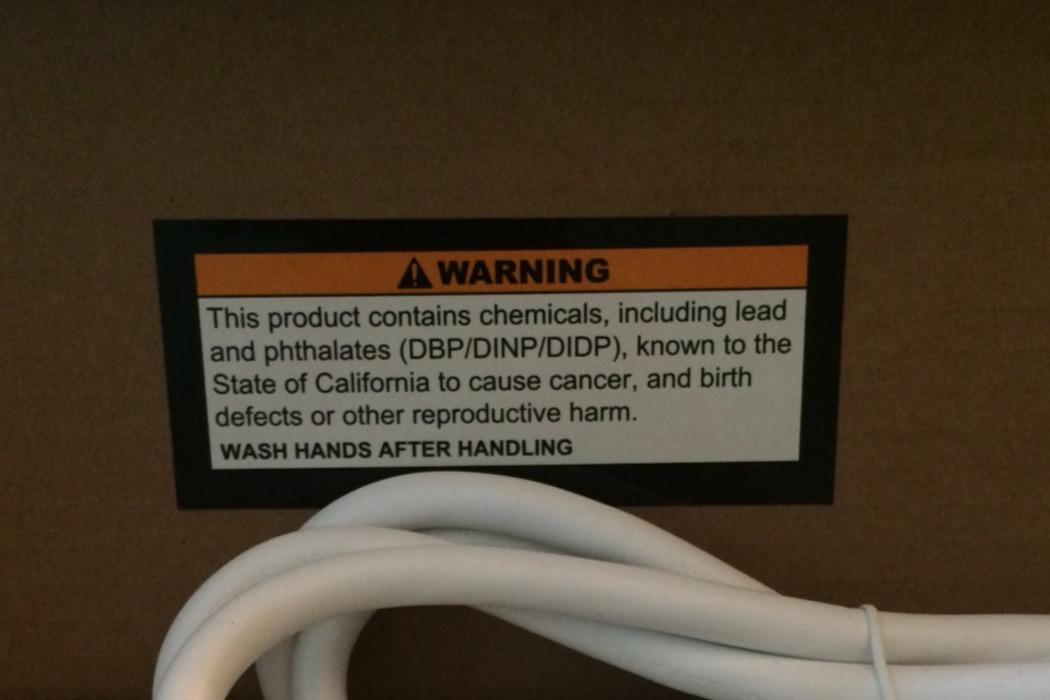 WARNING
This product contains chemicals, including lead
and phthalates (DBP/DINP/DIDP), known to the
State of California to cause cancer, and birth
defects or other reproductive harm.
WASH HANDS AFTER HANDLING